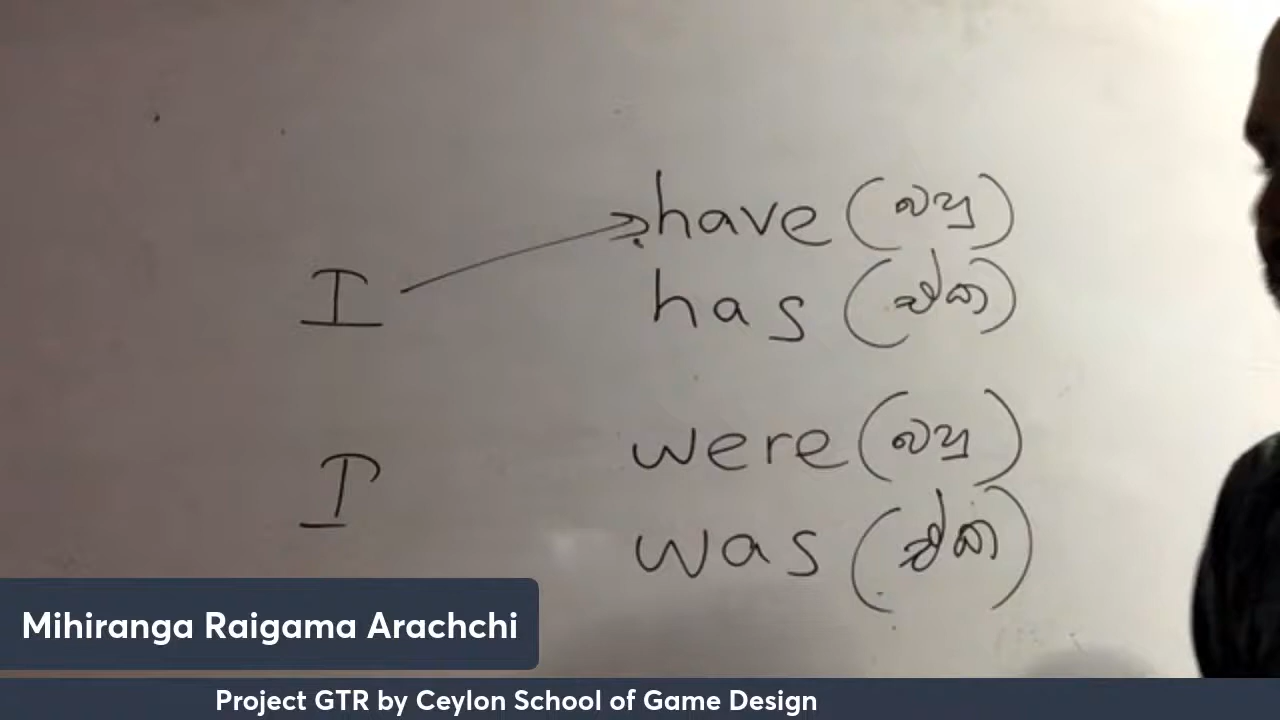 have (බහු)
I has (ඒක)
were (බහු)
I was (ඒක)
Mihiranga Raigama Arachchi
Project GTR by Ceylon School of Game Design